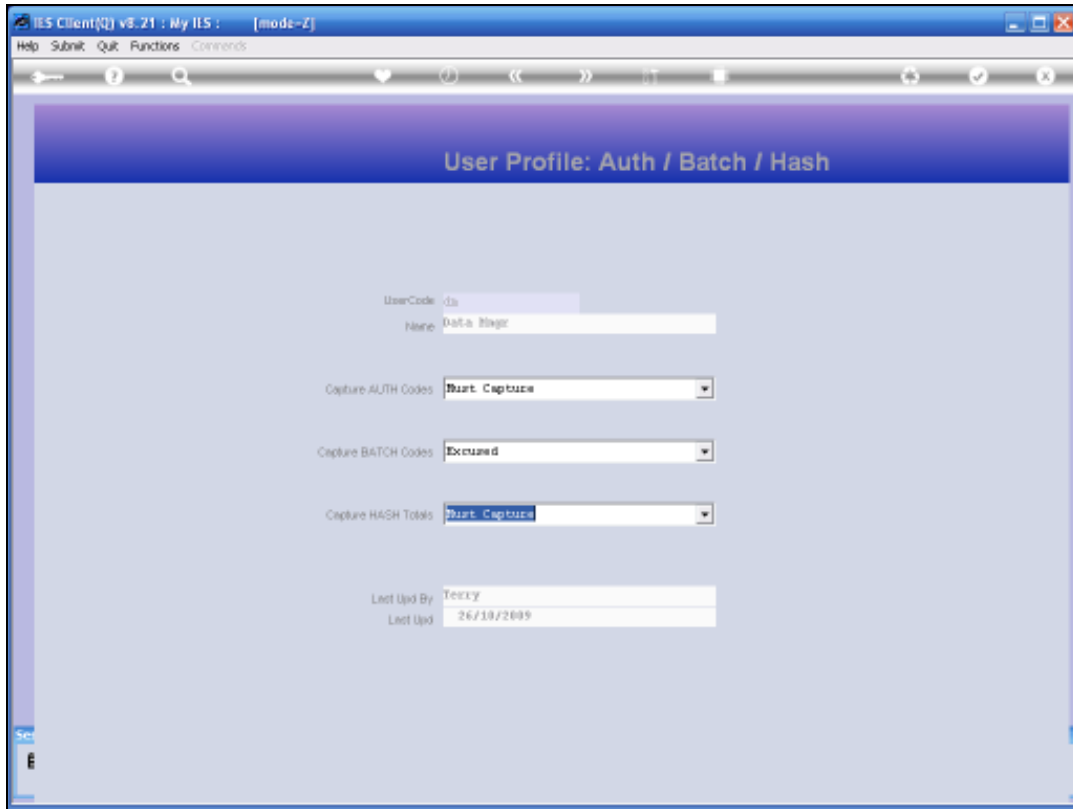 IES Client(Q) v8.21 : My IES : [mode-Z]
Help Submit Quit Functions Commends
User Profile: Auth / Batch / Hash
UserCode
Name Data Magr
Capture AUTH Codes Must Capture
Capture BATCH Codes Excused
Capture HASH Totals Must Capture
Last Upd By Terry
Last Upd 26/10/2009